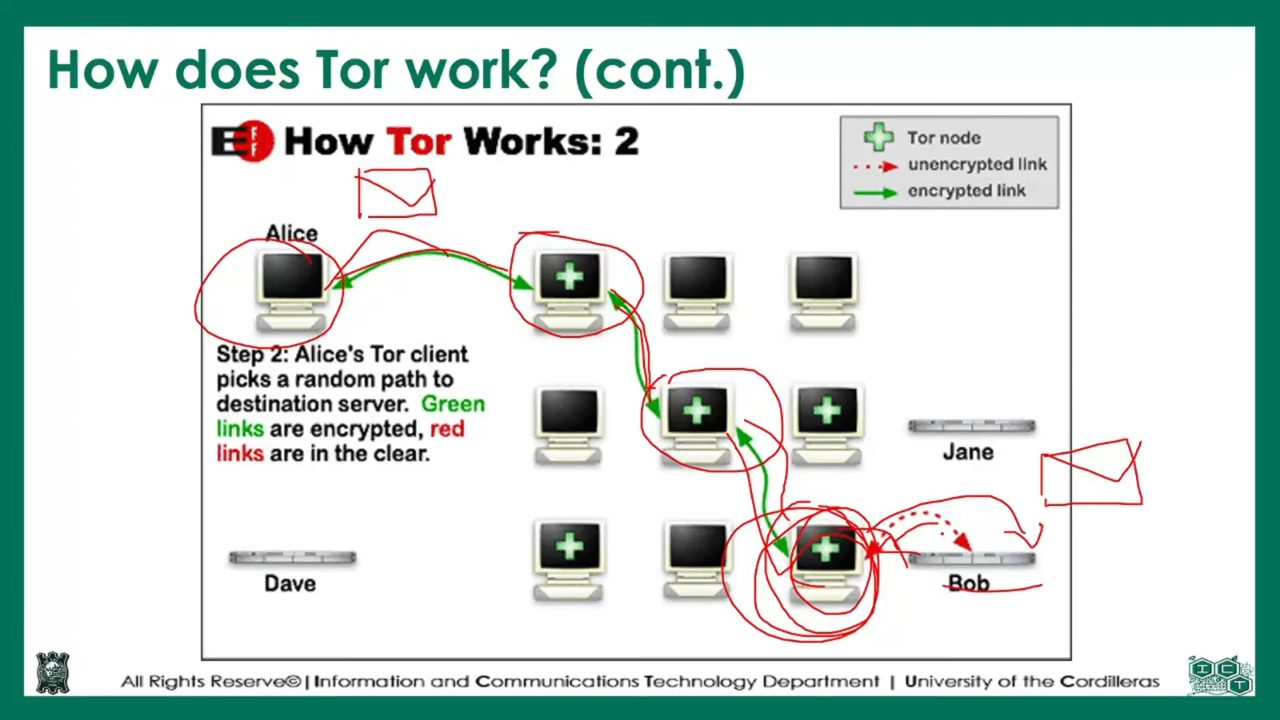 How does Tor work? (cont.)
EFF How Tor Works: 2
Tor node
unencrypted link
encrypted link
Alice
Step 2: Alice's Tor client
picks a random path to
destination server. Green
links are encrypted, red
links are in the clear.
Jane
Dave
Bob
All Rights Reserve©| Information and Communications Technology Department | University of the Cordilleras
ICT